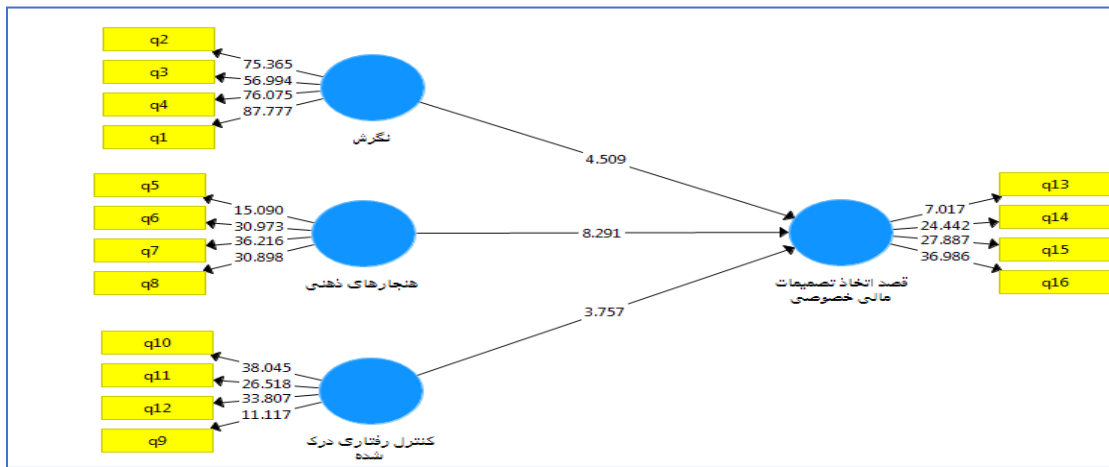 q2
75.365
q3
56.994
q4
76.075
q1
87.777
نگرش
4.509
q5
15.090
q6
30.973
q7
36.216
q8
30.898
هنجارهای ذهنی
8.291
q10
38.045
q11
26.518
q12
33.807
q9
11.117
کنترل رفتاری درک
شده
3.757
قصد اتخاذ تصمیمات
مالی خصوصی
q13
7.017
q14
24.442
q15
27.887
q16
36.986